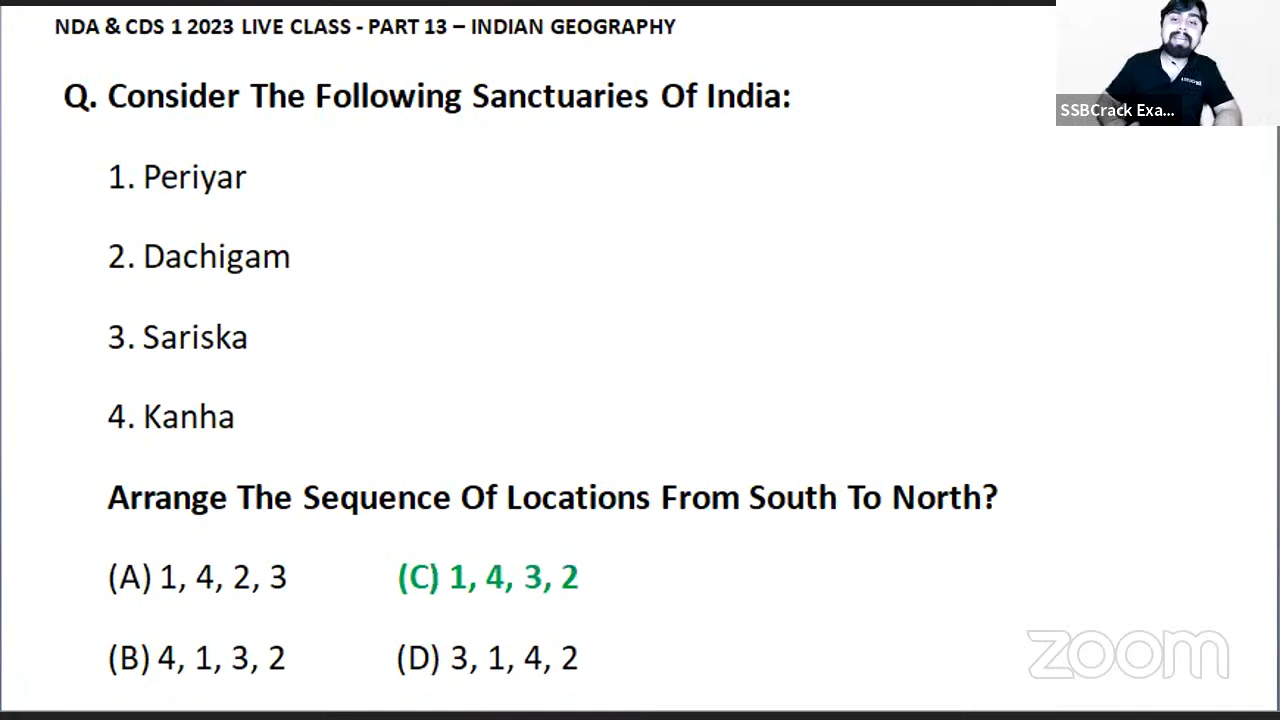 NDA & CDS 1 2023 LIVE CLASS - PART 13 – INDIAN GEOGRAPHY
SSBCrack Exa...
Q. Consider The Following Sanctuaries Of India:
1. Periyar
2. Dachigam
3. Sariska
4. Kanha
Arrange The Sequence Of Locations From South To North?
(A) 1, 4, 2, 3 (C) 1, 4, 3, 2
(B) 4, 1, 3, 2 (D) 3, 1, 4, 2
zoom